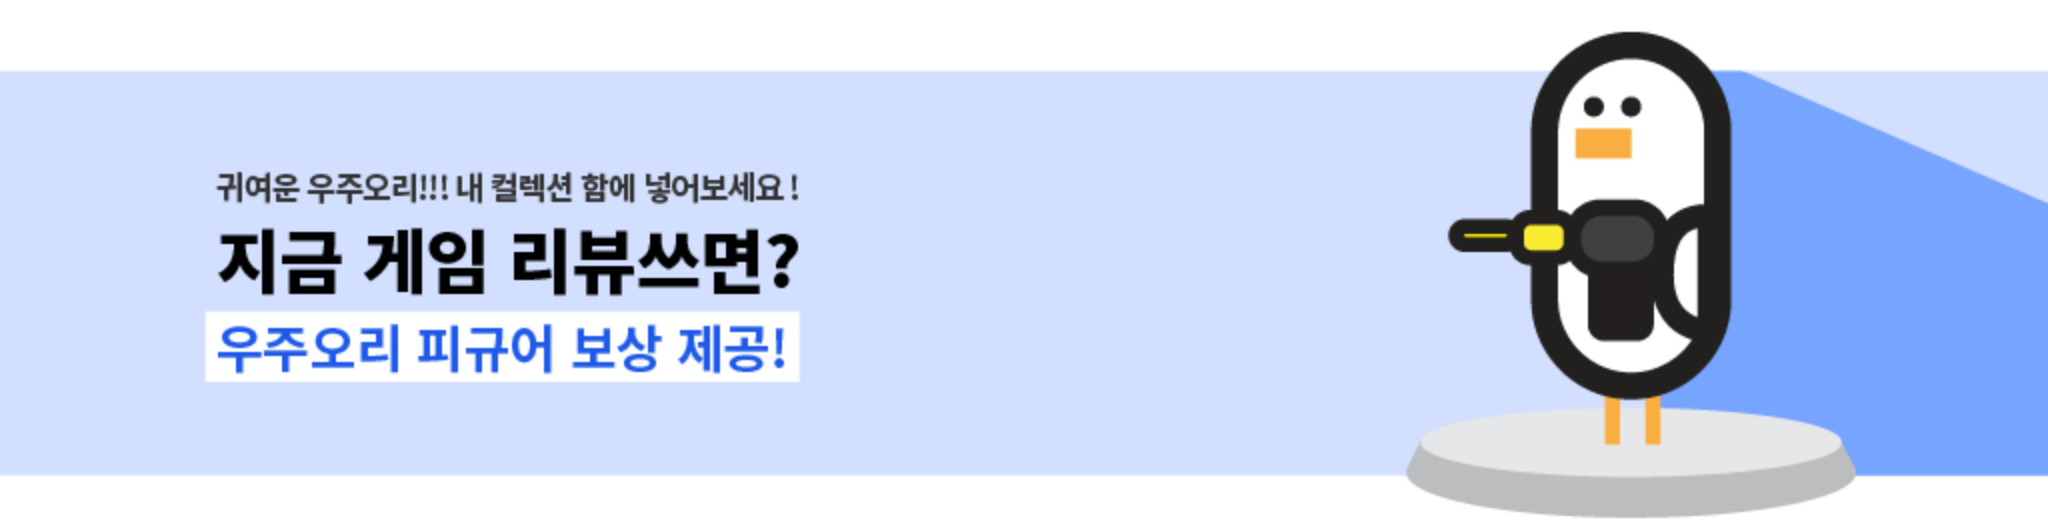 귀여운 우주오리!!! 내 컬렉션 함에 넣어보세요!
지금 게임 리뷰쓰면?
우주오리 피규어 보상 제공!